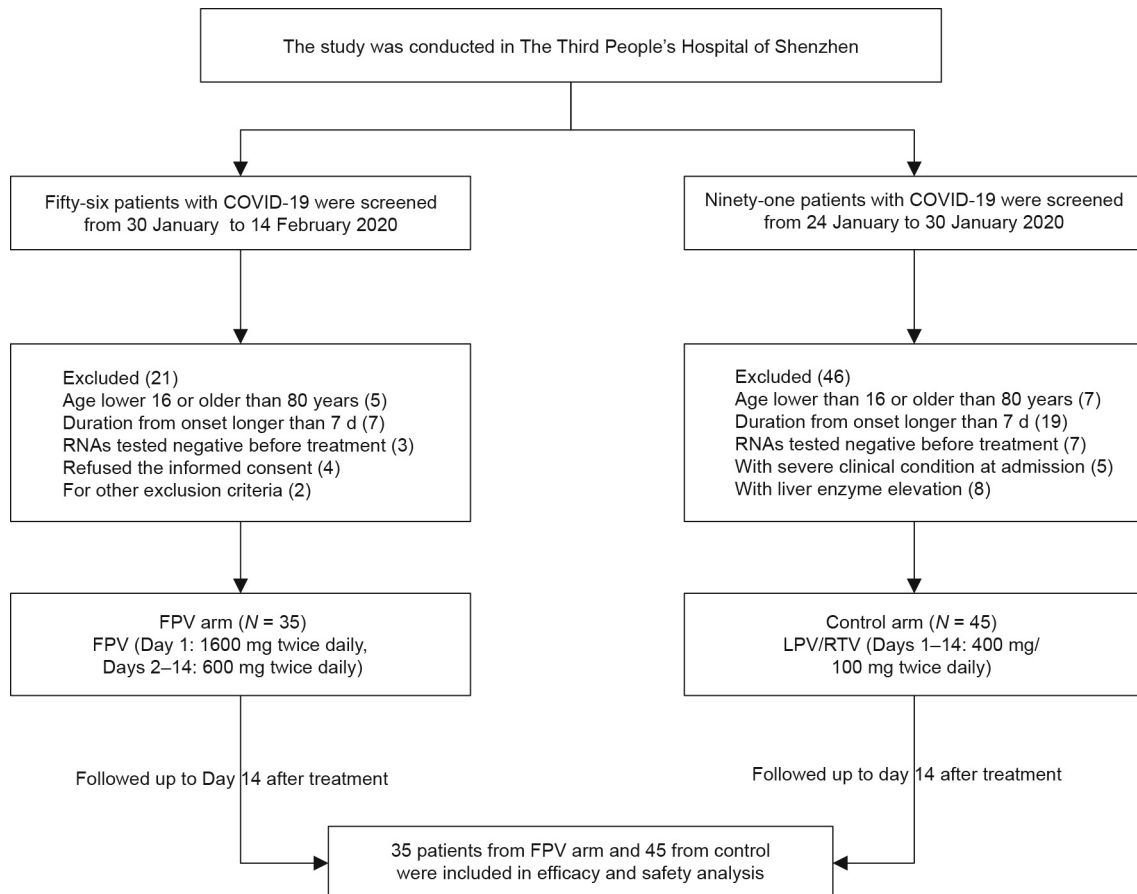 The study was conducted in The Third People's Hospital of Shenzhen
Fifty-six patients with COVID-19 were screened
from 30 January to 14 February 2020
Ninety-one patients with COVID-19 were screened
from 24 January to 30 January 2020
Excluded (21)
Age lower 16 or older than 80 years (5)
Duration from onset longer than 7 d (7)
RNAs tested negative before treatment (3)
Refused the informed consent (4)
For other exclusion criteria (2)
Excluded (46)
Age lower than 16 or older than 80 years (7)
Duration from onset longer than 7 d (19)
RNAs tested negative before treatment (7)
With severe clinical condition at admission (5)
With liver enzyme elevation (8)
FPV arm (N = 35)
FPV (Day 1: 1600 mg twice daily,
Days 2–14: 600 mg twice daily)
Control arm (N = 45)
LPV/RTV (Days 1–14: 400 mg/
100 mg twice daily)
Followed up to Day 14 after treatment
Followed up to day 14 after treatment
35 patients from FPV arm and 45 from control
were included in efficacy and safety analysis